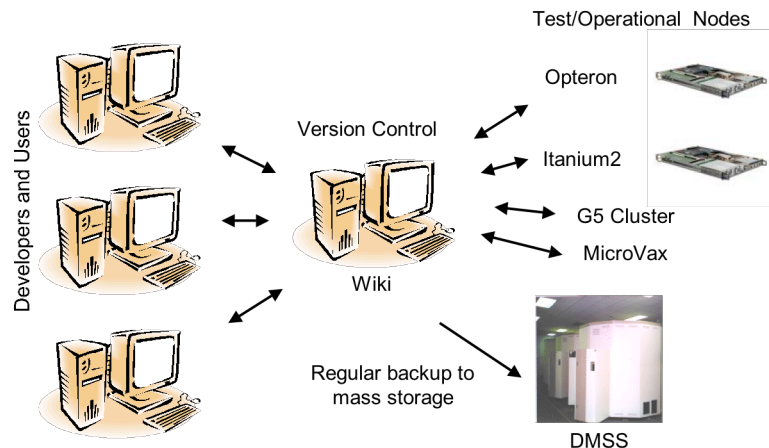 Test/Operational Nodes
Opteron
Developers and Users
Version Control
Itanium2
G5 Cluster
MicroVax
Wiki
Regular backup to
mass storage
DMSS